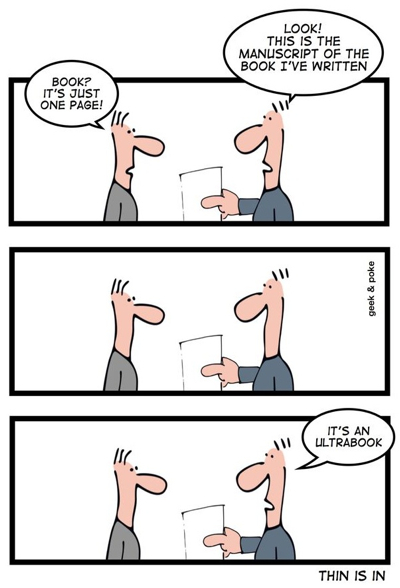 LOOK!
THIS IS THE
MANUSCRIPT OF THE
BOOK I'VE WRITTEN
BOOK?
IT'S JUST
ONE PAGE!
geek & poke
IT'S AN
ULTRABOOK
THIN IS IN